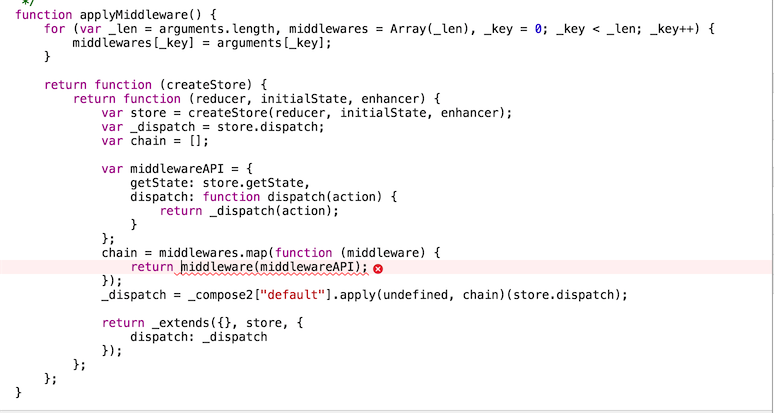 */
function applyMiddleware() {
    for (var _len = arguments.length, middlewares = Array(_len), _key = 0; _key < _len; _key++) {
        middlewares[_key] = arguments[_key];
    }

    return function (createStore) {
        return function (reducer, initialState, enhancer) {
            var store = createStore(reducer, initialState, enhancer);
            var _dispatch = store.dispatch;
            var chain = [];

            var middlewareAPI = {
                getState: store.getState,
                dispatch: function dispatch(action) {
                    return _dispatch(action);
                }
            };
            chain = middlewares.map(function (middleware) {
                return middleware(middlewareAPI);
            });
            _dispatch = _compose2["default"].apply(undefined, chain)(store.dispatch);

            return _extends({}, store, {
                dispatch: _dispatch
            });
        };
    };
}